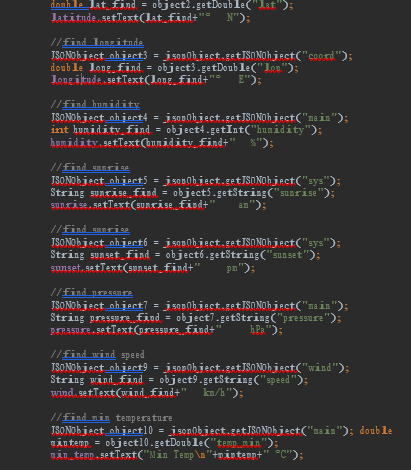 double lat_find = object2.getDouble("lat");
latitude.setText(lat_find+"°   N");
//find longitude
JSONObject object3 = jsonObject.getJSONObject("coord");
double long_find = object3.getDouble("lon");
longitude.setText(long_find+"°   E");
//find humidity
JSONObject object4 = jsonObject.getJSONObject("main");
int humidity_find = object4.getInt("humidity");
humidity.setText(humidity_find+"   %");
//find sunrise
JSONObject object5 = jsonObject.getJSONObject("sys");
String sunrise_find = object5.getString("sunrise");
sunrise.setText(sunrise_find+"   am");
//find sunrise
JSONObject object6 = jsonObject.getJSONObject("sys");
String sunset_find = object6.getString("sunset");
sunset.setText(sunset_find+"   pm");
//find pressure
JSONObject object7 = jsonObject.getJSONObject("main");
String pressure_find = object7.getString("pressure");
pressure.setText(pressure_find+"   hPa");
//find wind speed
JSONObject object9 = jsonObject.getJSONObject("wind");
String wind_find = object9.getString("speed");
wind.setText(wind_find+"   km/h");
//find min temperature
JSONObject object10 = jsonObject.getJSONObject("main"); double
mintemp = object10.getDouble("temp_min");
min_temp.setText("Min Temp\n"+mintemp+" °C");